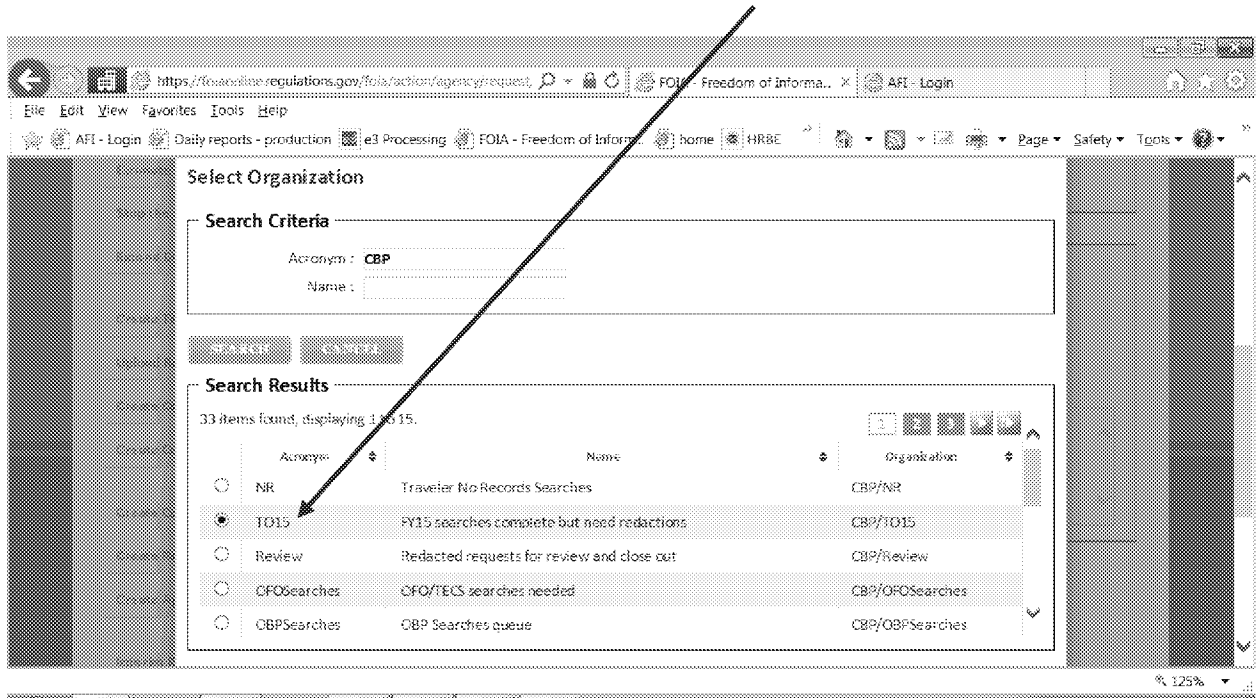 https://foiaonline.regulations.gov/foia/action/agency/request FOIA - Freedom of Informa... AFI - Login
File Edit View Favorites Tools Help
AFI - Login Daily reports - production e3 Processing FOIA - Freedom of Inform... home HRBE Page Safety Tools
Select Organization
Search Criteria
Acronym : CBP
Name :
SEARCH CANCEL
Search Results
33 items found, displaying 1 to 15.
1 2 3
Acronym Name Organization
NR Traveler No Records Searches CBP/NR
TO15 FY15 searches complete but need redactions CBP/TO15
Review Redacted requests for review and close out CBP/Review
OFOSearches OFO/TECS searches needed CBP/OFOSearches
OBPSearches OBP Searches queue CBP/OBPSearches
125%